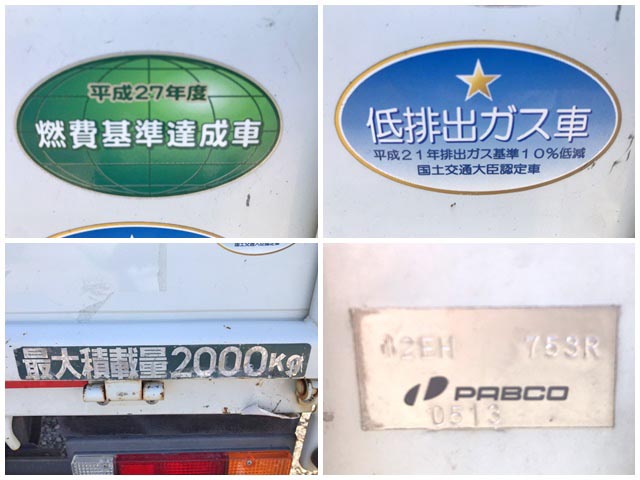 平成27年度
燃費基準達成車
低排出ガス車
平成21年排出ガス基準10%低減
国土交通大臣認定車
最大積載量2000Kg
62EH 75SR
PABCO